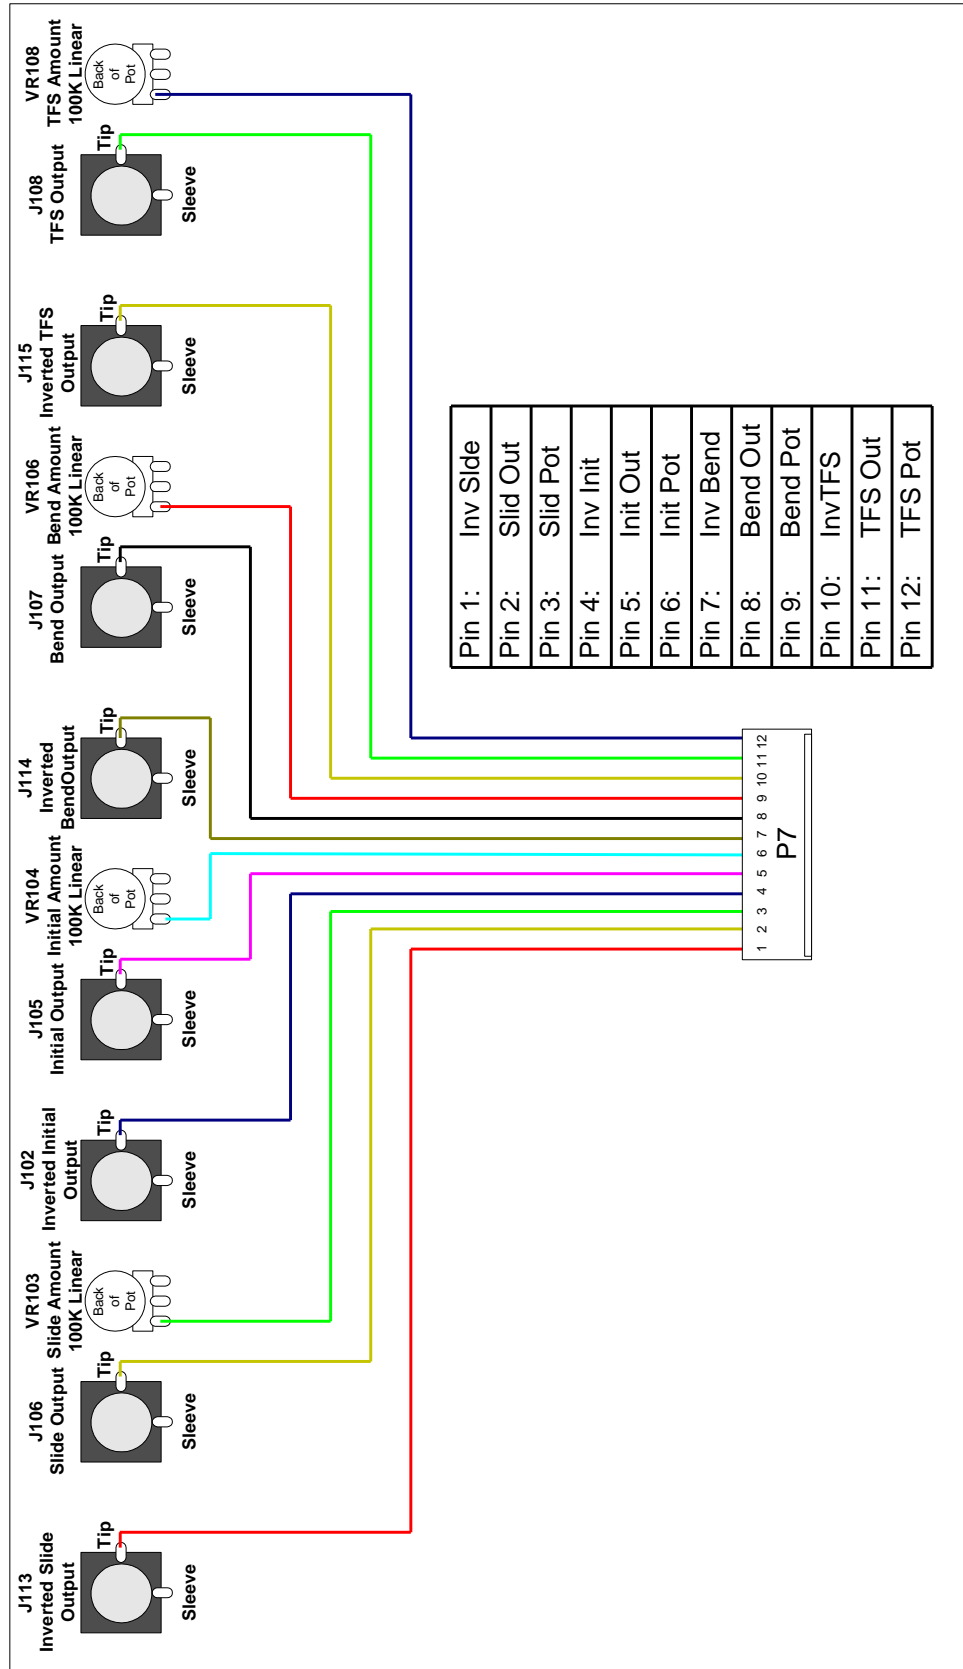 J113
Inverted Slide
Output
Tip
Sleeve
J106
Slide Output
Tip
Sleeve
VR103
Slide Amount
100K Linear
Back
of
Pot
J102
Inverted Initial
Output
Tip
Sleeve
J105
Initial Output
Tip
Sleeve
VR104
Initial Amount
100K Linear
Back
of
Pot
J114
Inverted
BendOutput
Tip
Sleeve
J107
Bend Output
Tip
Sleeve
VR106
Bend Amount
100K Linear
Back
of
Pot
J115
Inverted TFS
Output
Tip
Sleeve
J108
TFS Output
Tip
Sleeve
VR108
TFS Amount
100K Linear
Back
of
Pot
1 2 3 4 5 6 7 8 9 10 11 12
P7
Pin 1: Inv Slde
Pin 2: Slid Out
Pin 3: Slid Pot
Pin 4: Inv Init
Pin 5: Init Out
Pin 6: Init Pot
Pin 7: Inv Bend
Pin 8: Bend Out
Pin 9: Bend Pot
Pin 10: InvTFS
Pin 11: TFS Out
Pin 12: TFS Pot